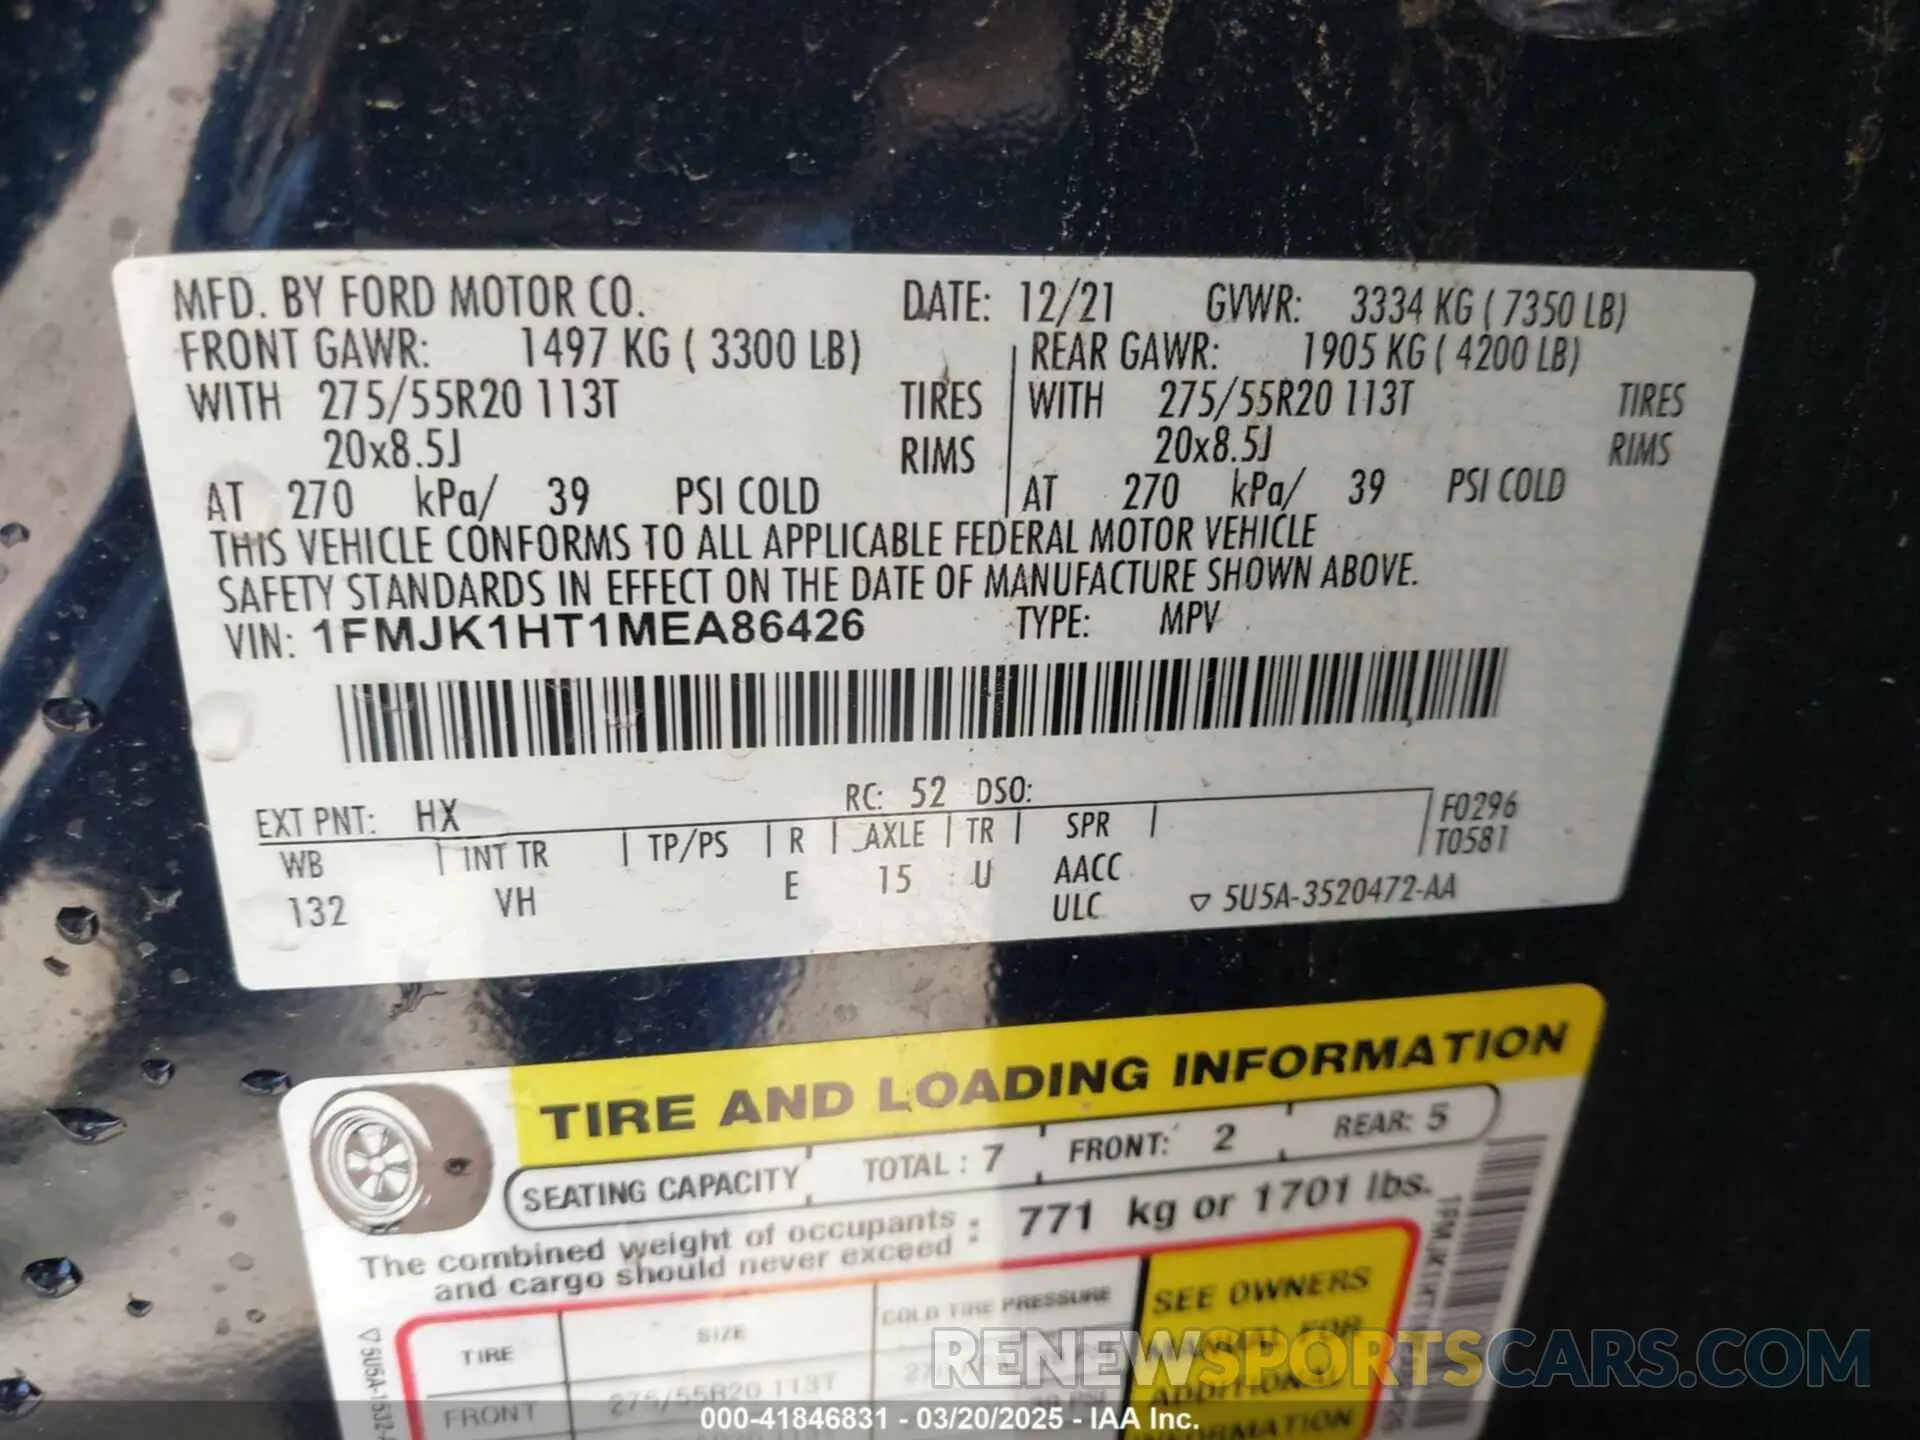 MFD. BY FORD MOTOR CO. DATE: 12/21 GVWR: 3334 KG ( 7350 LB)
FRONT GAWR: 1497 KG ( 3300 LB) REAR GAWR: 1905 KG ( 4200 LB)
WITH 275/55R20 113T TIRES WITH 275/55R20 113T TIRES
20x8.5J RIMS 20x8.5J RIMS
AT 270 kPa/ 39 PSI COLD AT 270 kPa/ 39 PSI COLD
THIS VEHICLE CONFORMS TO ALL APPLICABLE FEDERAL MOTOR VEHICLE
SAFETY STANDARDS IN EFFECT ON THE DATE OF MANUFACTURE SHOWN ABOVE.
VIN: 1FMJK1HT1MEA86426 TYPE: MPV
EXT PNT: HX RC: 52 DSO: F0296
WB INT TR TP/PS R AXLE TR SPR T0581
132 VH E 15 U AACC
ULC 5U5A-3520472-AA
TIRE AND LOADING INFORMATION
SEATING CAPACITY TOTAL : 7 FRONT: 2 REAR: 5
The combined weight of occupants and cargo should never exceed : 771 kg or 1701 lbs.
TIRE SIZE COLD TIRE PRESSURE SEE OWNERS
MANUAL FOR
FRONT 275/55R20 113T ADDITIONAL
INFORMATION
RENEWSPORTSCARS.COM
000-41846831 - 03/20/2025 - IAA Inc.